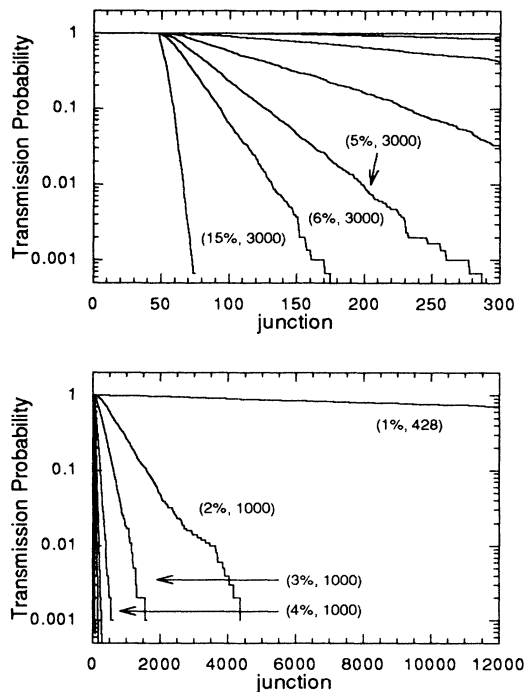 Transmission Probability
1
0.1
0.01
0.001
(5%, 3000)
(6%, 3000)
(15%, 3000)
0 50 100 150 200 250 300
junction
Transmission Probability
1
0.1
0.01
0.001
(1%, 428)
(2%, 1000)
(3%, 1000)
(4%, 1000)
0 2000 4000 6000 8000 10000 12000
junction